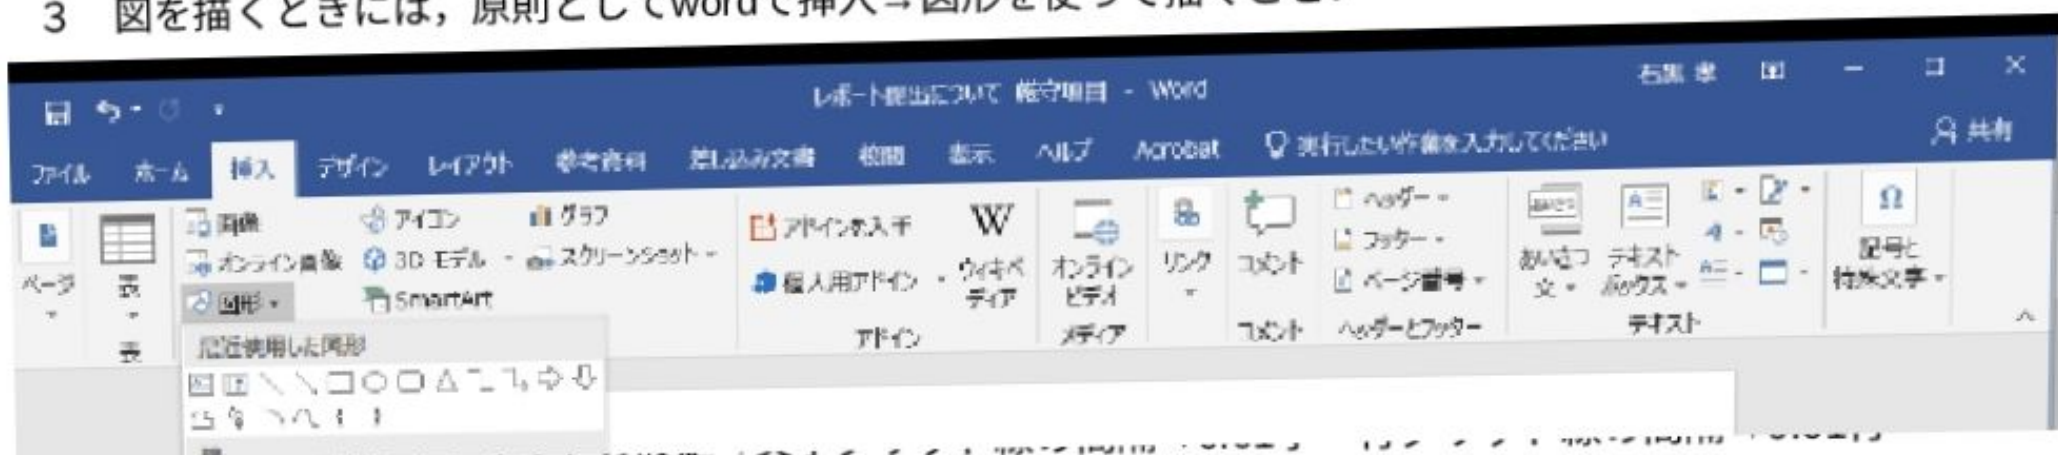 3 図を描くときには，原則としてwordで挿入→図形を使って描くこと.
レポート提出について 厳守項目 - Word
石黒 孝
ファイル ホーム 挿入 デザイン レイアウト 参考資料 差し込み文書 校閲 表示 ヘルプ Acrobat 実行したい作業を入力してください 共有
画像 アイコン グラフ アドインを入手 W ヘッダー
オンライン画像 3D モデル スクリーンショット フッター
ページ 表 図形 SmartArt 個人用アドイン ウィキペディア オンラインビデオ リンク コメント ページ番号 あいさつ文 テキストボックス 記号と特殊文字
表 アドイン メディア コメント ヘッダーとフッター テキスト
最近使用した図形